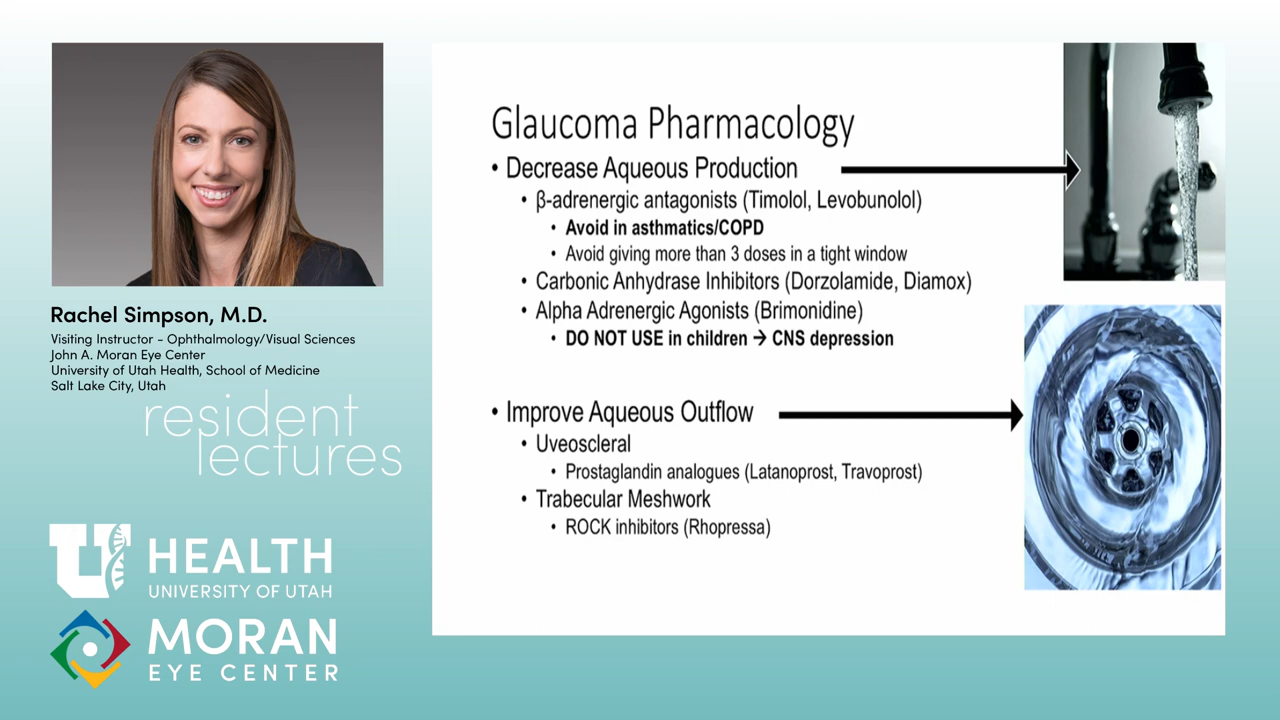 Rachel Simpson, M.D.
Visiting Instructor - Ophthalmology/Visual Sciences
John A. Moran Eye Center
University of Utah Health, School of Medicine
Salt Lake City, Utah
resident
lectures
U HEALTH
UNIVERSITY OF UTAH
MORAN
EYE CENTER
Glaucoma Pharmacology
• Decrease Aqueous Production
• β-adrenergic antagonists (Timolol, Levobunolol)
• Avoid in asthmatics/COPD
• Avoid giving more than 3 doses in a tight window
• Carbonic Anhydrase Inhibitors (Dorzolamide, Diamox)
• Alpha Adrenergic Agonists (Brimonidine)
• DO NOT USE in children → CNS depression
• Improve Aqueous Outflow
• Uveoscleral
• Prostaglandin analogues (Latanoprost, Travoprost)
• Trabecular Meshwork
• ROCK inhibitors (Rhopressa)